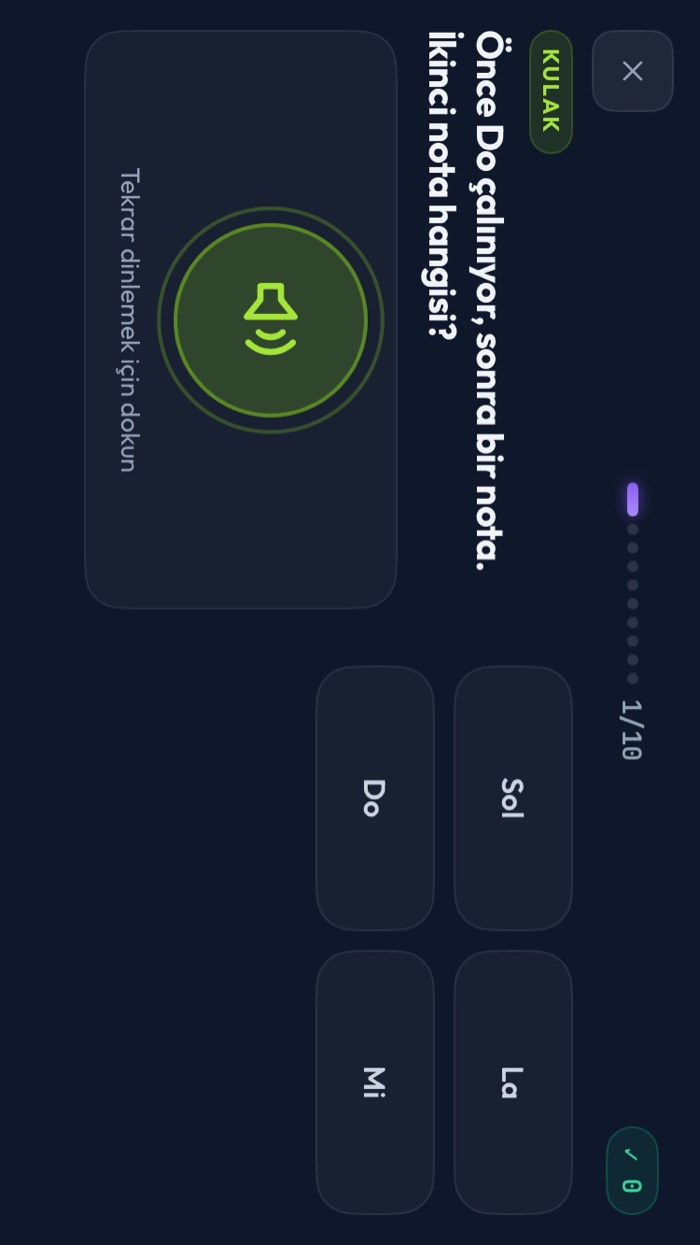 1/10
✓ 0
KULAK
Önce Do çalınıyor, sonra bir nota.
İkinci nota hangisi?
Tekrar dinlemek için dokun
Sol
La
Do
Mi